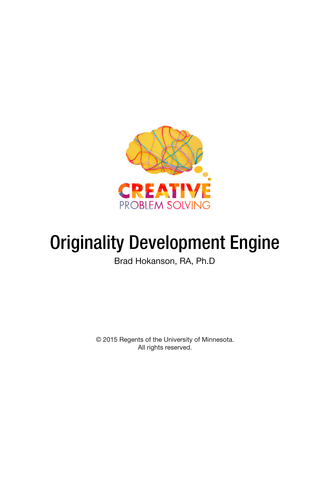 CREATIVE
PROBLEM SOLVING
Originality Development Engine
Brad Hokanson, RA, Ph.D
© 2015 Regents of the University of Minnesota.
All rights reserved.